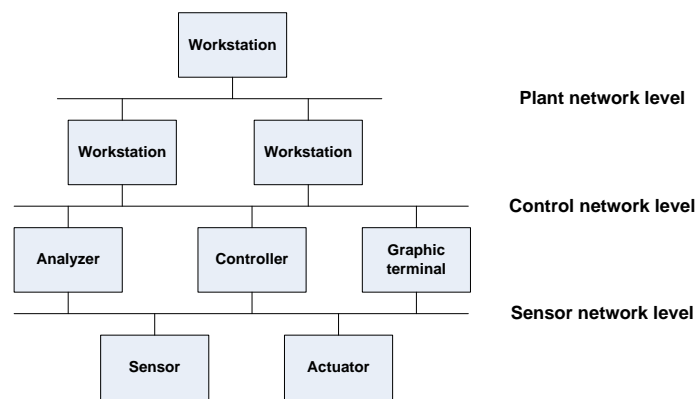 Workstation
Plant network level
Workstation
Workstation
Control network level
Analyzer
Controller
Graphic
terminal
Sensor network level
Sensor
Actuator